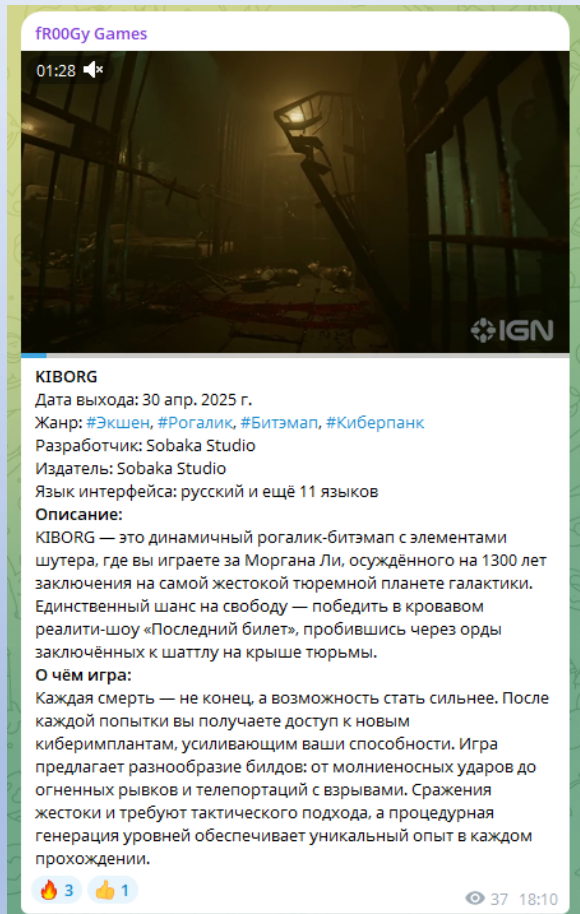 fR00Gy Games
01:28
IGN
KIBORG
Дата выхода: 30 апр. 2025 г.
Жанр: #Экшен, #Рогалик, #Битэмап, #Киберпанк
Разработчик: Sobaka Studio
Издатель: Sobaka Studio
Язык интерфейса: русский и ещё 11 языков
Описание:
KIBORG — это динамичный рогалик-битэмап с элементами
шутера, где вы играете за Моргана Ли, осуждённого на 1300 лет
заключения на самой жестокой тюремной планете галактики.
Единственный шанс на свободу — победить в кровавом
реалити-шоу «Последний билет», пробившись через орды
заключённых к шаттлу на крыше тюрьмы.
О чём игра:
Каждая смерть — не конец, а возможность стать сильнее. После
каждой попытки вы получаете доступ к новым
киберимплантам, усиливающим ваши способности. Игра
предлагает разнообразие билдов: от молниеносных ударов до
огненных рывков и телепортаций с взрывами. Сражения
жестоки и требуют тактического подхода, а процедурная
генерация уровней обеспечивает уникальный опыт в каждом
прохождении.
3 1
37 18:10